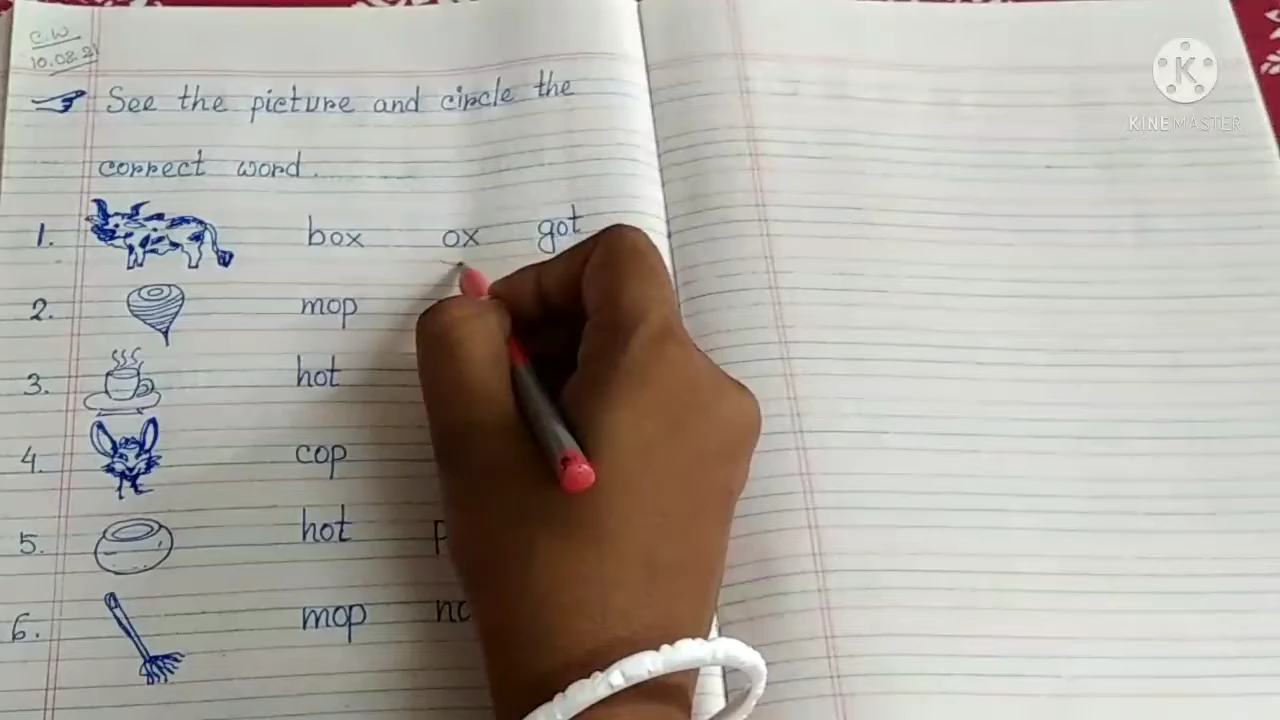 C.W
10.08.21
See the picture and circle the
correct word.
1. box ox got
2. mop
3. hot
4. cop
5. hot
6. mop
KINEMASTER